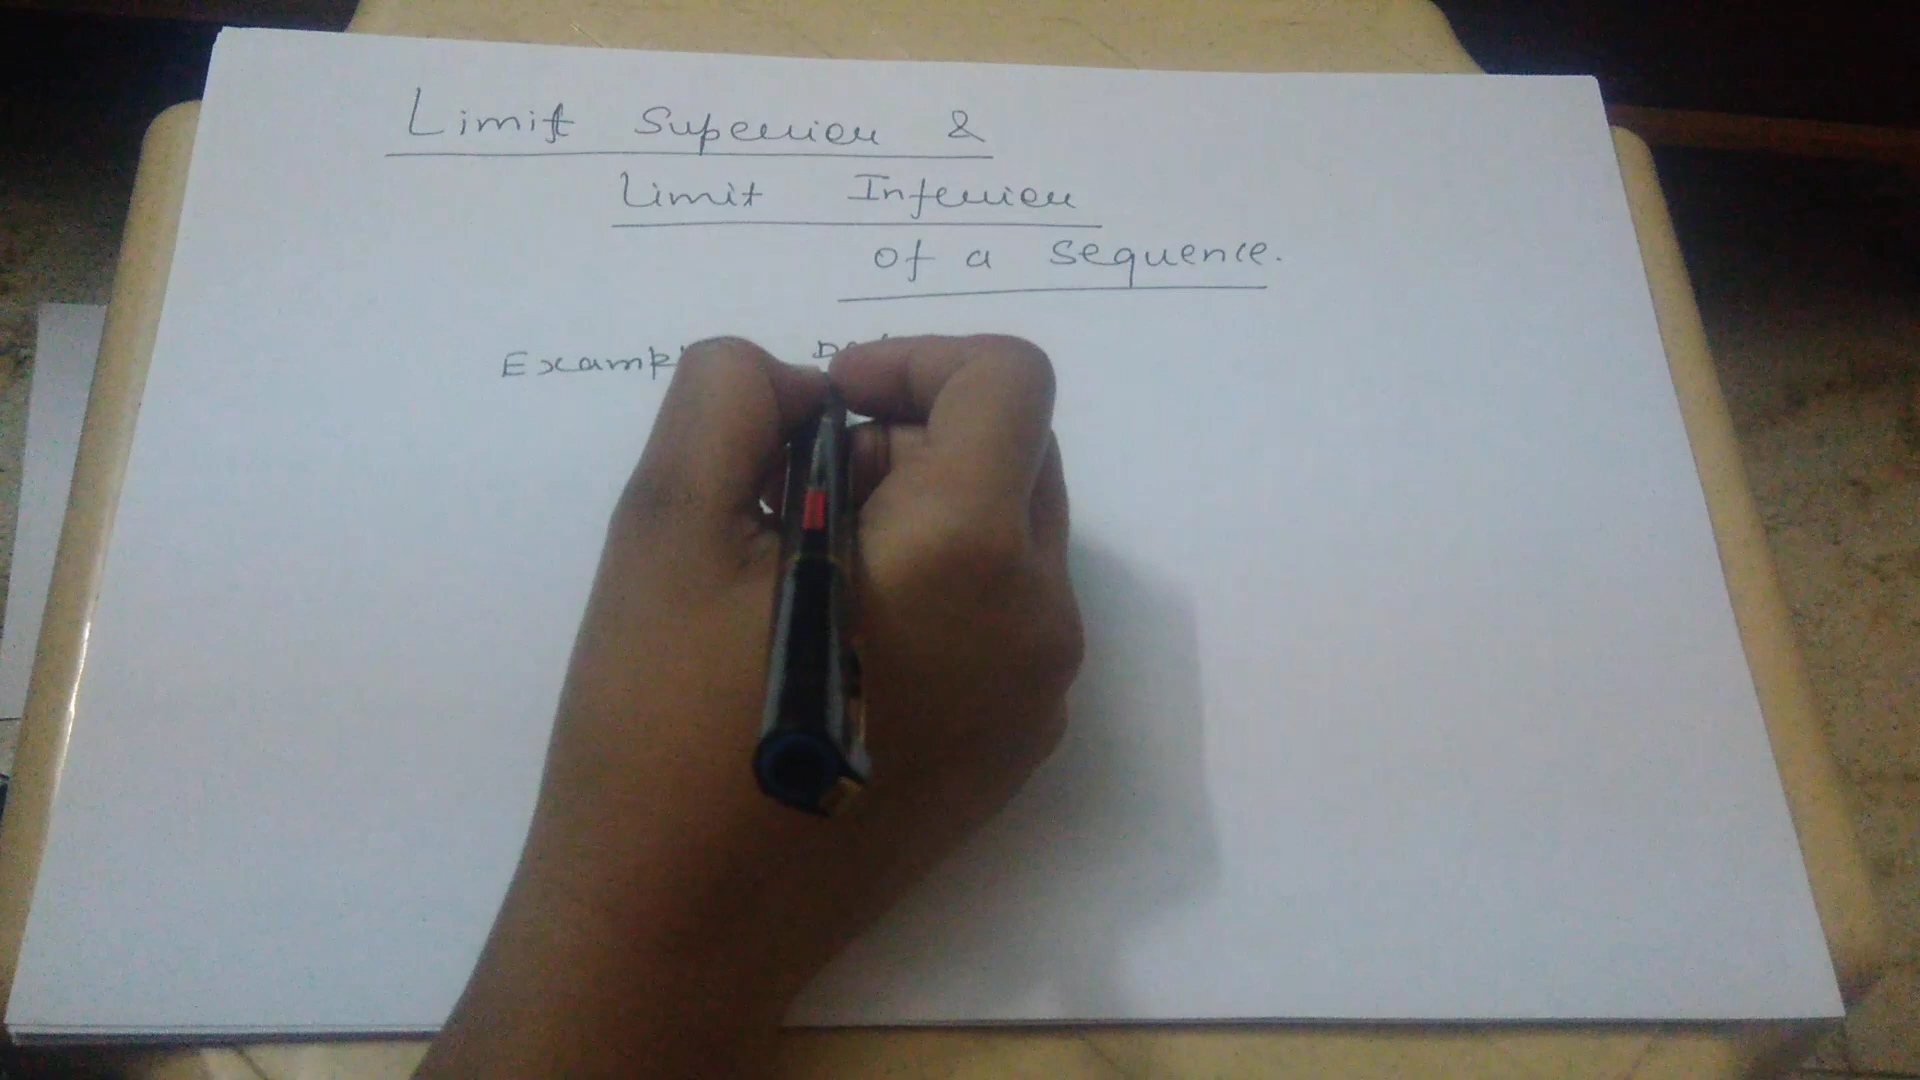 Limit Superior &
Limit Inferior
of a sequence.